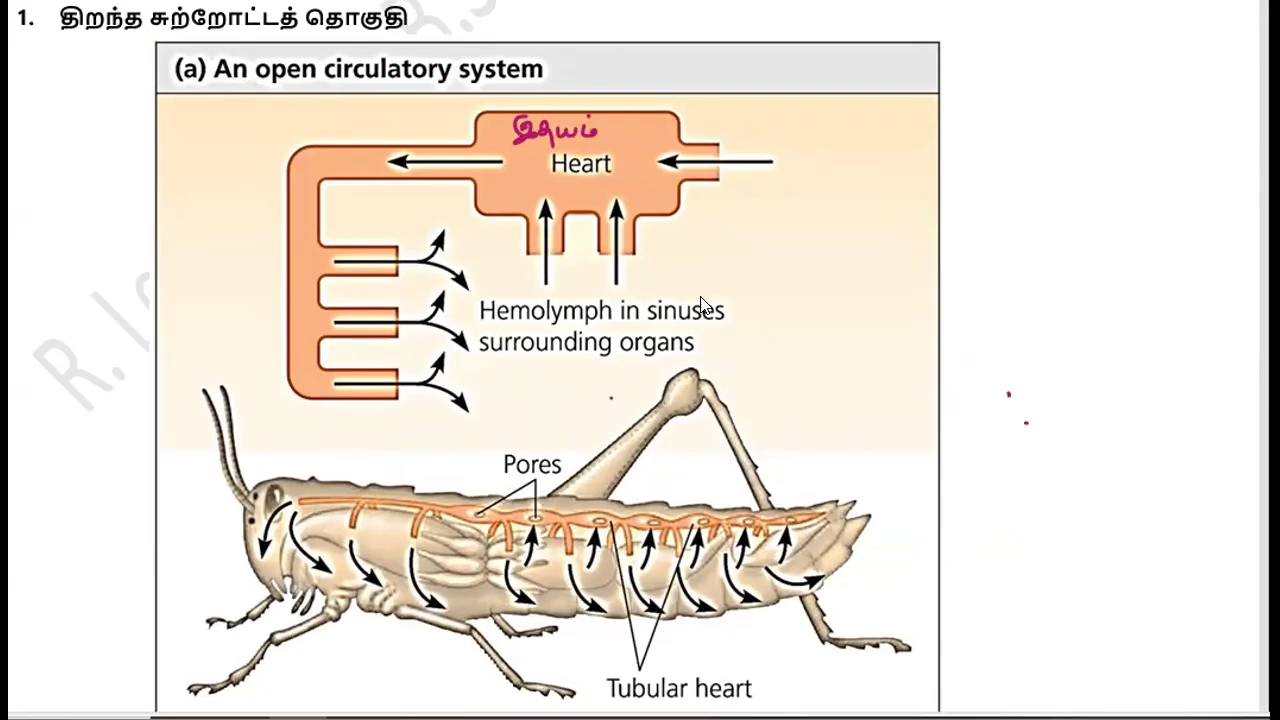 1. திறந்த சுற்றோட்டத் தொகுதி
(a) An open circulatory system
இதயம்
Heart
Hemolymph in sinuses
surrounding organs
Pores
Tubular heart